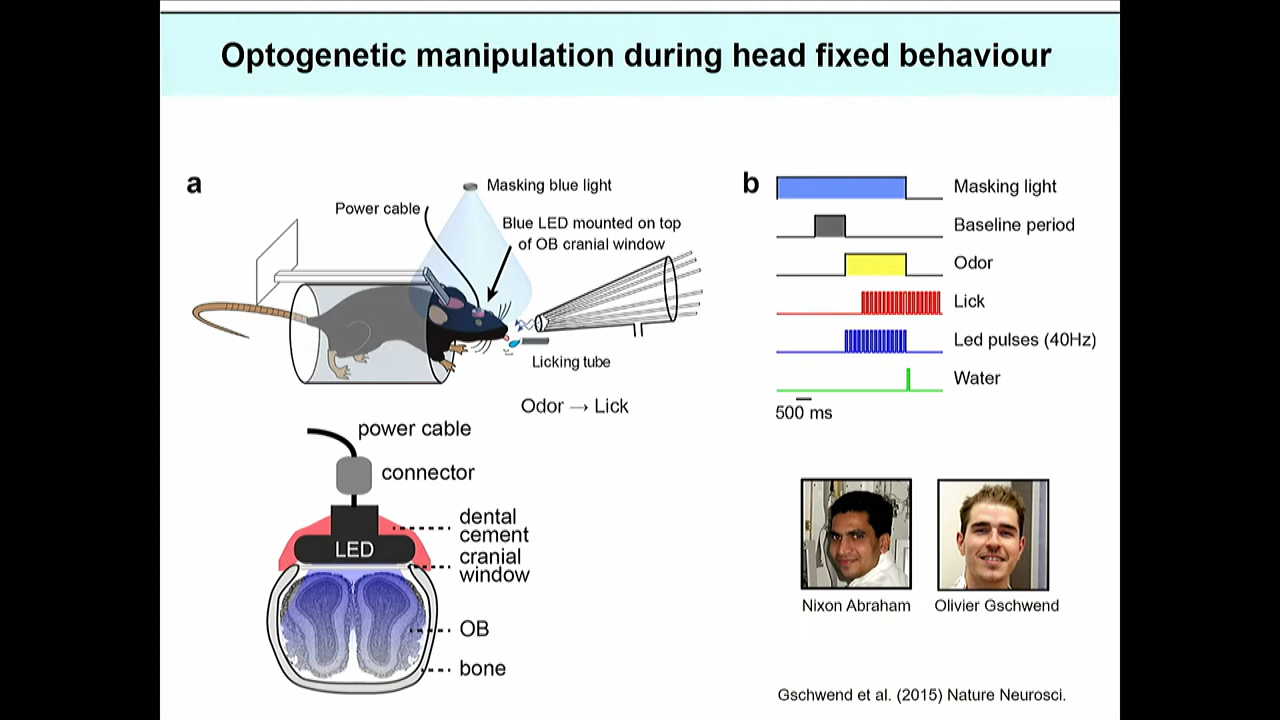 Optogenetic manipulation during head fixed behaviour
a
Masking blue light
Power cable
Blue LED mounted on top
of OB cranial window
Licking tube
Odor → Lick
power cable
connector
dental
cement
LED
cranial
window
OB
bone
b
Masking light
Baseline period
Odor
Lick
Led pulses (40Hz)
Water
500 ms
Nixon Abraham
Olivier Gschwend
Gschwend et al. (2015) Nature Neurosci.